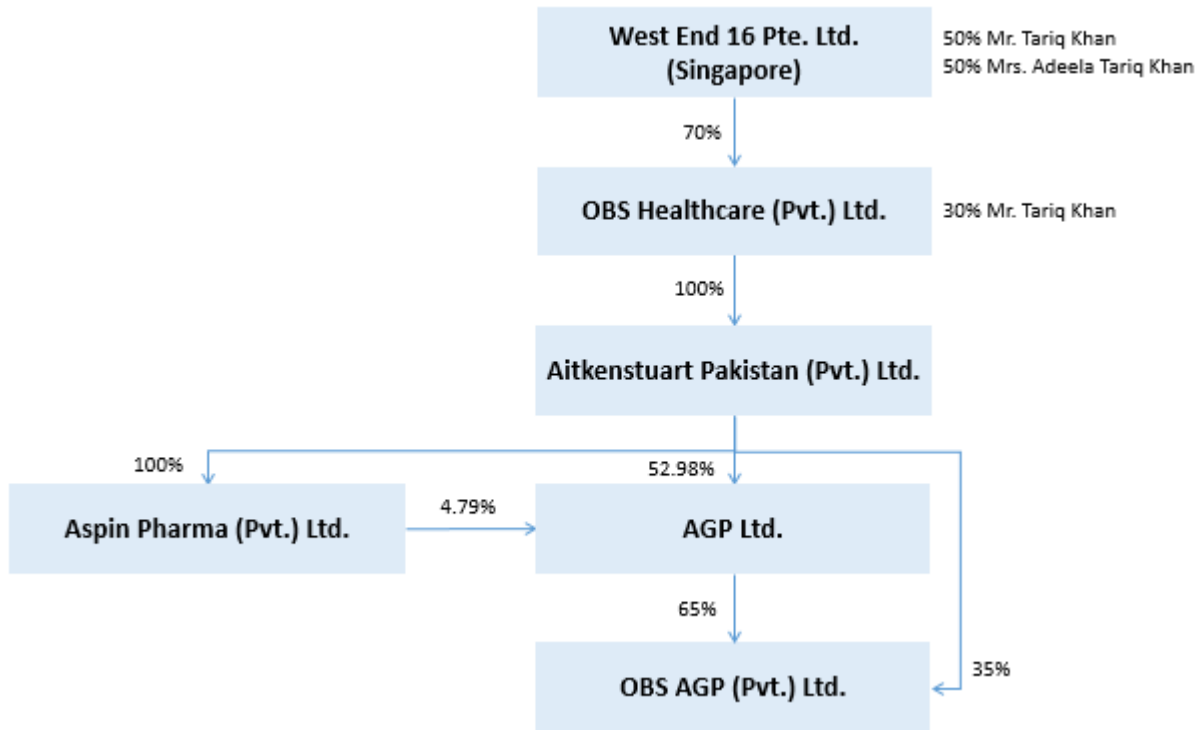 West End 16 Pte. Ltd.
(Singapore)
50% Mr. Tariq Khan
50% Mrs. Adeela Tariq Khan
70%
OBS Healthcare (Pvt.) Ltd.
30% Mr. Tariq Khan
100%
Aitkenstuart Pakistan (Pvt.) Ltd.
100%
52.98%
Aspin Pharma (Pvt.) Ltd.
4.79%
AGP Ltd.
65%
35%
OBS AGP (Pvt.) Ltd.